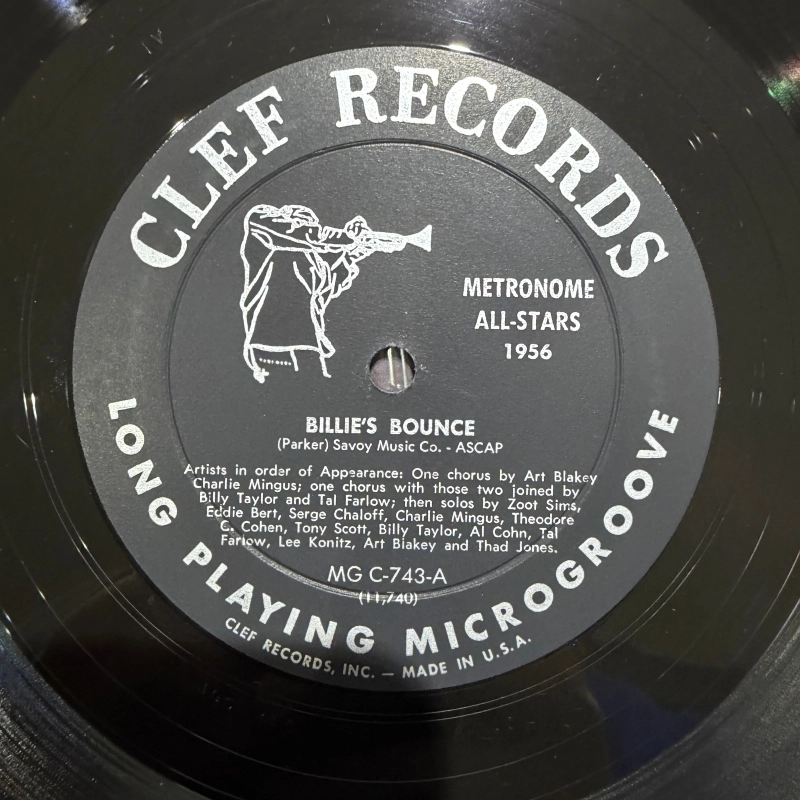 CLEF RECORDS
METRONOME
ALL-STARS
1956
BILLIE'S BOUNCE
(Parker) Savoy Music Co. - ASCAP
Artists in order of Appearance: One chorus by Art Blakey
Charlie Mingus; one chorus with those two joined by
Billy Taylor and Tal Farlow; then solos by Zoot Sims,
Eddie Bert, Serge Chaloff, Charlie Mingus, Theodore
G. Cohen, Tony Scott, Billy Taylor, Al Cohn, Tal
Farlow, Lee Konitz, Art Blakey and Thad Jones.
MG C-743-A
(11,740)
LONG PLAYING MICROGROOVE
CLEF RECORDS, INC. — MADE IN U.S.A.